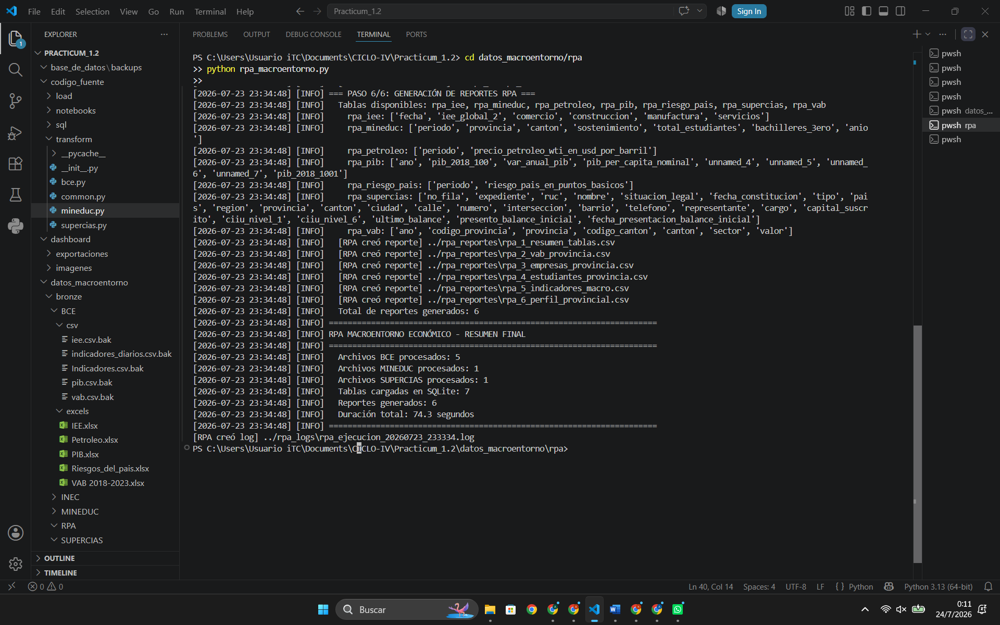 File Edit Selection View Go Run Terminal Help
Practicum_1.2
Sign In
EXPLORER
PRACTICUM_1.2
base_de_datos\backups
codigo_fuente
load
notebooks
sql
transform
__pycache__
__init__.py
bce.py
common.py
mineduc.py
supercias.py
dashboard
exportaciones
imagenes
datos_macroentorno
bronze
BCE
csv
iee.csv.bak
indicadores_diarios.csv.bak
Indicadores.csv.bak
pib.csv.bak
vab.csv.bak
excels
IEE.xlsx
Petroleo.xlsx
PIB.xlsx
Riesgos_del_pais.xlsx
VAB 2018-2023.xlsx
INEC
MINEDUC
RPA
SUPERCIAS
OUTLINE
TIMELINE
1
PROBLEMS OUTPUT DEBUG CONSOLE TERMINAL PORTS
PS C:\Users\Usuario iTC\Documents\CICLO-IV\Practicum_1.2> cd datos_macroentorno/rpa
>> python rpa_macroentorno.py
>>
[2026-07-23 23:34:48] [INFO] === PASO 6/6: GENERACIÓN DE REPORTES RPA ===
[2026-07-23 23:34:48] [INFO]   Tablas disponibles: rpa_iee, rpa_mineduc, rpa_petroleo, rpa_pib, rpa_riesgo_pais, rpa_supercias, rpa_vab
[2026-07-23 23:34:48] [INFO]     rpa_iee: ['fecha', 'iee_global_2', 'comercio', 'construccion', 'manufactura', 'servicios']
[2026-07-23 23:34:48] [INFO]     rpa_mineduc: ['periodo', 'provincia', 'canton', 'sostenimiento', 'total_estudiantes', 'bachilleres_3ero', 'anio
']
[2026-07-23 23:34:48] [INFO]     rpa_petroleo: ['periodo', 'precio_petroleo_wti_en_usd_por_barril']
[2026-07-23 23:34:48] [INFO]     rpa_pib: ['ano', 'pib_2018_100', 'var_anual_pib', 'pib_per_capita_nominal', 'unnamed_4', 'unnamed_5', 'unnamed_
6', 'unnamed_7', 'pib_2018_1001']
[2026-07-23 23:34:48] [INFO]     rpa_riesgo_pais: ['periodo', 'riesgo_pais_en_puntos_basicos']
[2026-07-23 23:34:48] [INFO]     rpa_supercias: ['no_fila', 'expediente', 'ruc', 'nombre', 'situacion_legal', 'fecha_constitucion', 'tipo', 'pai
s', 'region', 'provincia', 'canton', 'ciudad', 'calle', 'numero', 'interseccion', 'barrio', 'telefono', 'representante', 'cargo', 'capital_suscr
ito', 'ciiu_nivel_1', 'ciiu_nivel_6', 'ultimo_balance', 'presento_balance_inicial', 'fecha_presentacion_balance_inicial']
[2026-07-23 23:34:48] [INFO]     rpa_vab: ['ano', 'codigo_provincia', 'provincia', 'codigo_canton', 'canton', 'sector', 'valor']
[2026-07-23 23:34:48] [INFO]   [RPA creó reporte] ../rpa_reportes\rpa_1_resumen_tablas.csv
[2026-07-23 23:34:48] [INFO]   [RPA creó reporte] ../rpa_reportes\rpa_2_vab_provincia.csv
[2026-07-23 23:34:48] [INFO]   [RPA creó reporte] ../rpa_reportes\rpa_3_empresas_provincia.csv
[2026-07-23 23:34:48] [INFO]   [RPA creó reporte] ../rpa_reportes\rpa_4_estudiantes_provincia.csv
[2026-07-23 23:34:48] [INFO]   [RPA creó reporte] ../rpa_reportes\rpa_5_indicadores_macro.csv
[2026-07-23 23:34:48] [INFO]   [RPA creó reporte] ../rpa_reportes\rpa_6_perfil_provincial.csv
[2026-07-23 23:34:48] [INFO]   Total de reportes generados: 6
[2026-07-23 23:34:48] [INFO] ======================================================================
[2026-07-23 23:34:48] [INFO] RPA MACROENTORNO ECONÓMICO - RESUMEN FINAL
[2026-07-23 23:34:48] [INFO] ======================================================================
[2026-07-23 23:34:48] [INFO]   Archivos BCE procesados: 5
[2026-07-23 23:34:48] [INFO]   Archivos MINEDUC procesados: 1
[2026-07-23 23:34:48] [INFO]   Archivos SUPERCIAS procesados: 1
[2026-07-23 23:34:48] [INFO]   Tablas cargadas en SQLite: 7
[2026-07-23 23:34:48] [INFO]   Reportes generados: 6
[2026-07-23 23:34:48] [INFO]   Duración total: 74.3 segundos
[2026-07-23 23:34:48] [INFO] ======================================================================
[RPA creó log] ../rpa_logs\rpa_ejecucion_20260723_233334.log
PS C:\Users\Usuario iTC\Documents\CICLO-IV\Practicum_1.2\datos_macroentorno\rpa>
pwsh
pwsh
pwsh
pwsh
pwsh datos_...
pwsh rpa
pwsh
0 0
Ln 40, Col 14 Spaces: 4 UTF-8 LF { } Python Python 3.13 (64-bit)
Buscar
0:11
24/7/2026